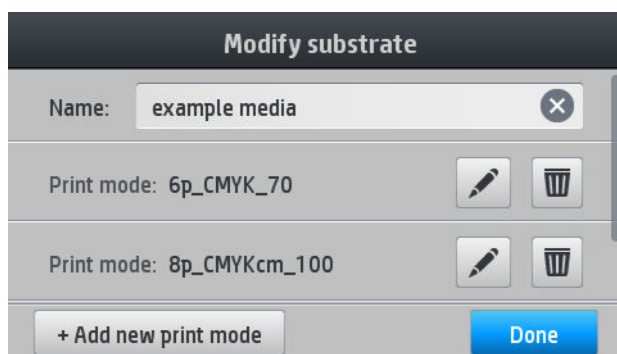 Modify substrate
Name: example media
Print mode: 6p_CMYK_70
Print mode: 8p_CMYKcm_100
+ Add new print mode Done